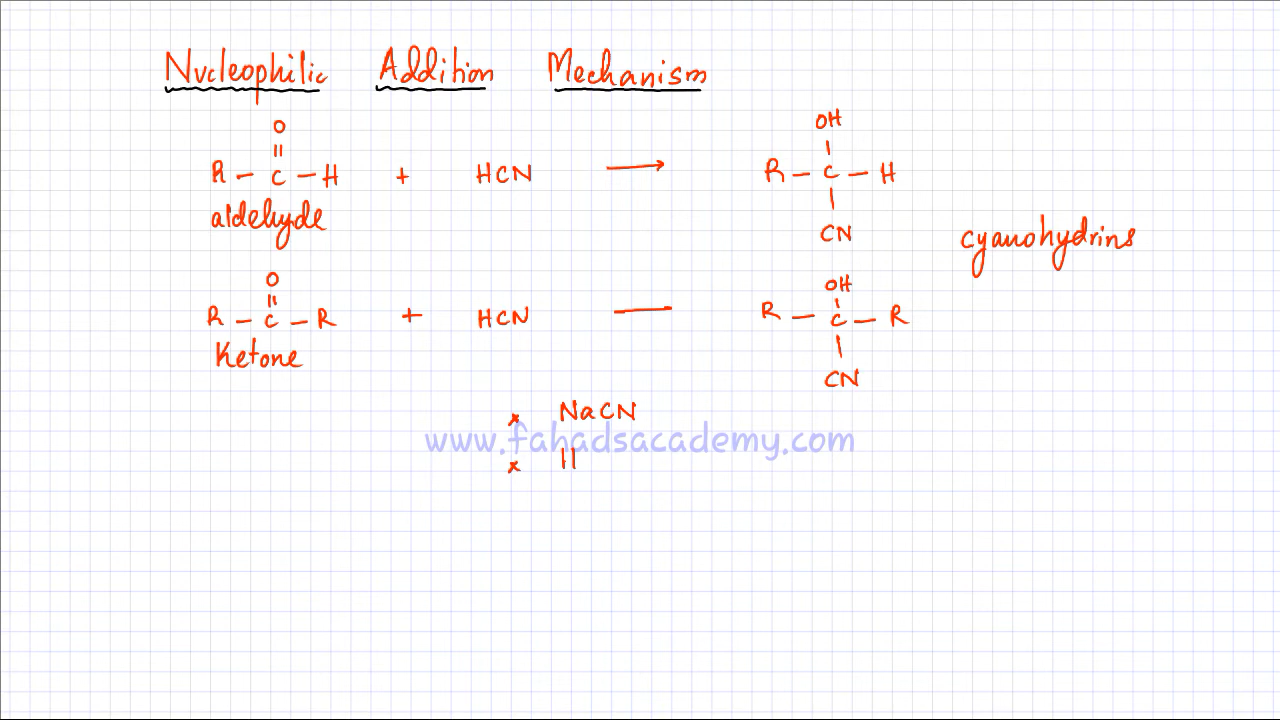 Nucleophilic Addition Mechanism
O OH
||
R – C – H + HCN → R – C – H
aldehyde
CN
cyanohydrins
O OH
||
R – C – R + HCN — R – C – R
Ketone
CN
x NaCN
www.fahadsacademy.com
x